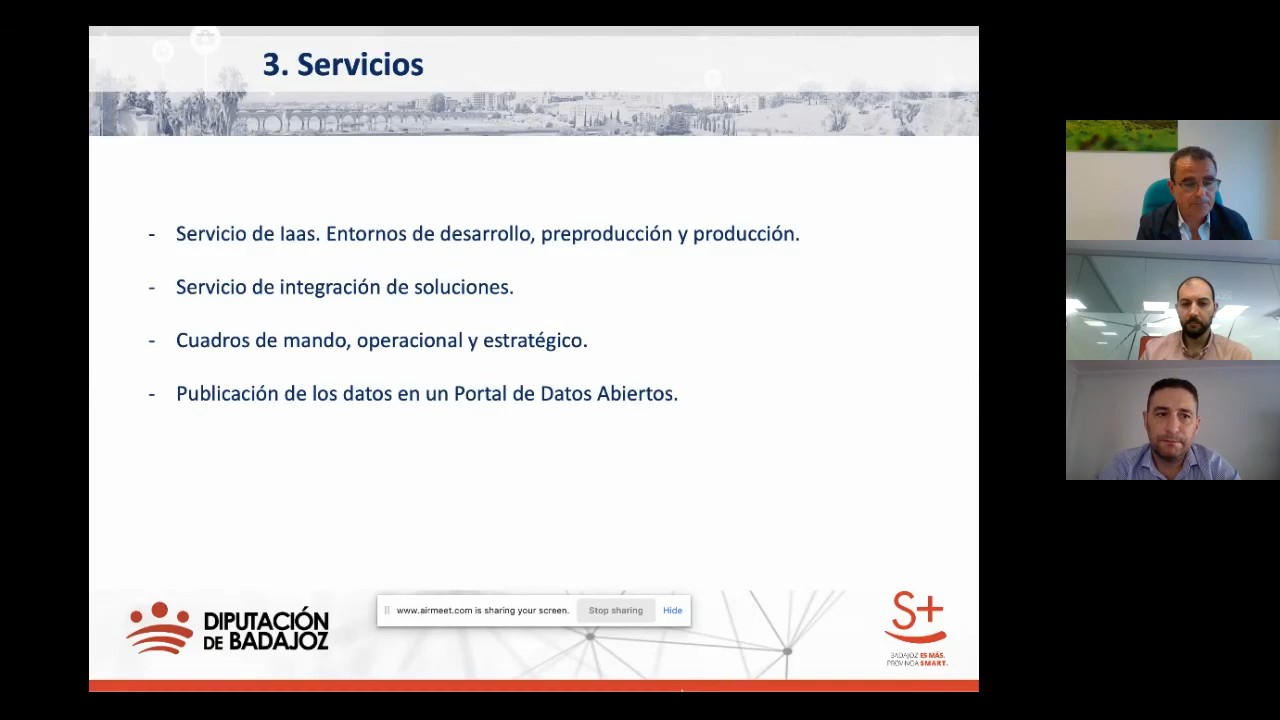 3. Servicios
- Servicio de Iaas. Entornos de desarrollo, preproducción y producción.
- Servicio de integración de soluciones.
- Cuadros de mando, operacional y estratégico.
- Publicación de los datos en un Portal de Datos Abiertos.
www.airmeet.com is sharing your screen. Stop sharing Hide
DIPUTACIÓN
DE BADAJOZ
S+
BADAJOZ ES MÁS.
PROVINCIA SMART.